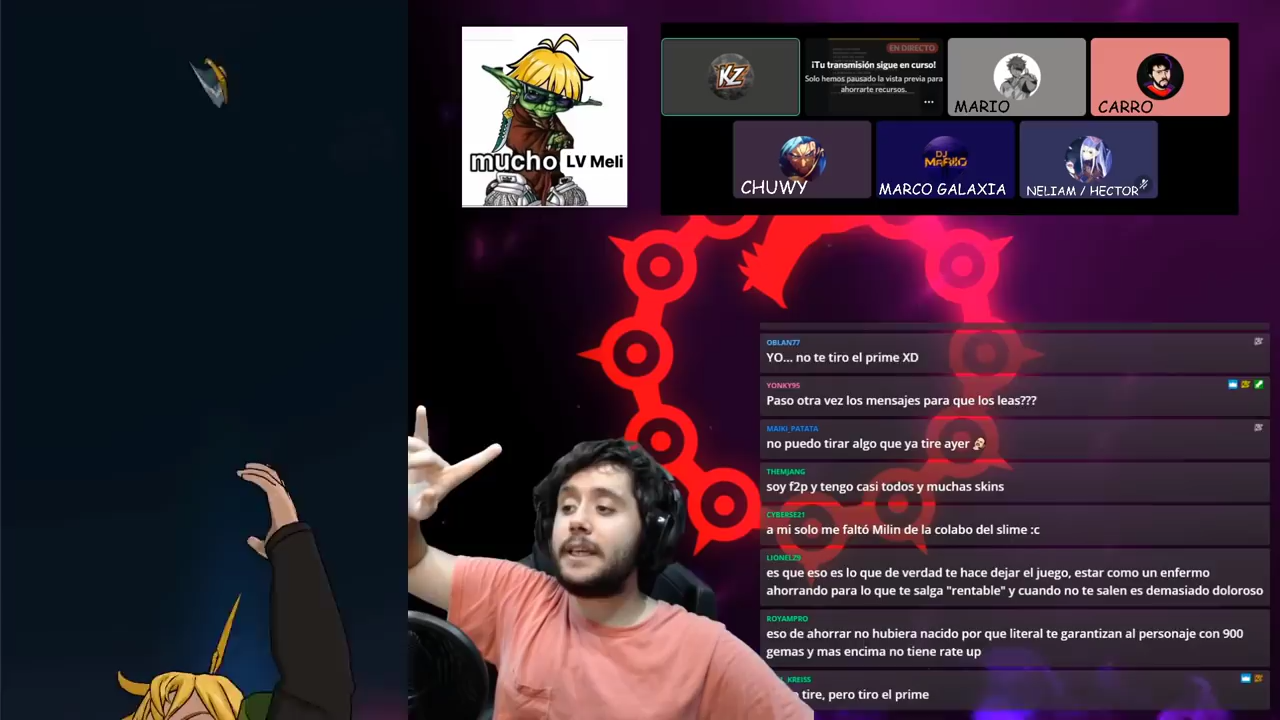 mucho LV Meli
KZ
EN DIRECTO
¡Tu transmisión sigue en curso!
Solo hemos pausado la vista previa para
ahorrarte recursos.
MARIO
CARRO
CHUWY
DJ
MARIIO
MARCO GALAXIA
NELIAM / HECTOR
OBLAN77
YO... no te tiro el prime XD
YONKY95
Paso otra vez los mensajes para que los leas???
MAIKI_PATATA
no puedo tirar algo que ya tire ayer
THEMJANG
soy f2p y tengo casi todos y muchas skins
CYBERSE21
a mi solo me faltó Milin de la colabo del slime :c
LIONELZ9
es que eso es lo que de verdad te hace dejar el juego, estar como un enfermo
ahorrando para lo que te salga "rentable" y cuando no te salen es demasiado doloroso
ROYAMPRO
eso de ahorrar no hubiera nacido por que literal te garantizan al personaje con 900
gemas y mas encima no tiene rate up
KREISS
tire, pero tiro el prime